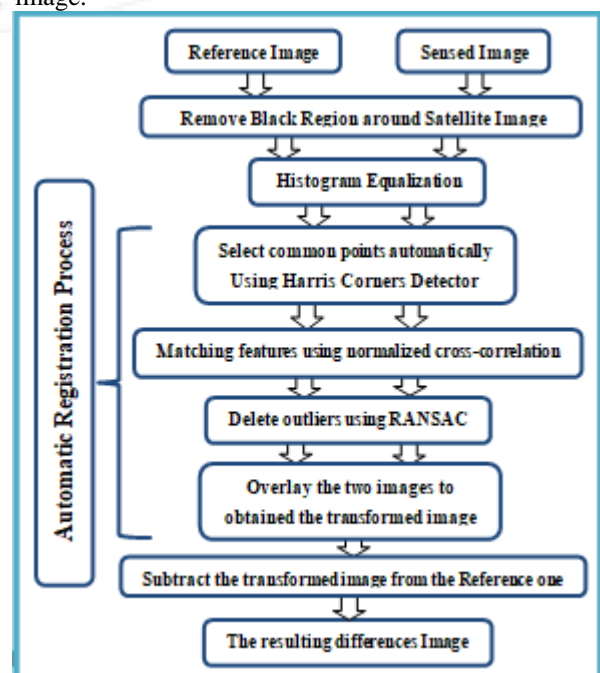 image.
Reference Image
Sensed Image
Remove Black Region around Satellite Image
Histogram Equalization
Automatic Registration Process
Select common points automatically
Using Harris Corners Detector
Matching features using normalized cross-correlation
Delete outliers using RANSAC
Overlay the two images to
obtained the transformed image
Subtract the transformed image from the Reference one
The resulting differences Image